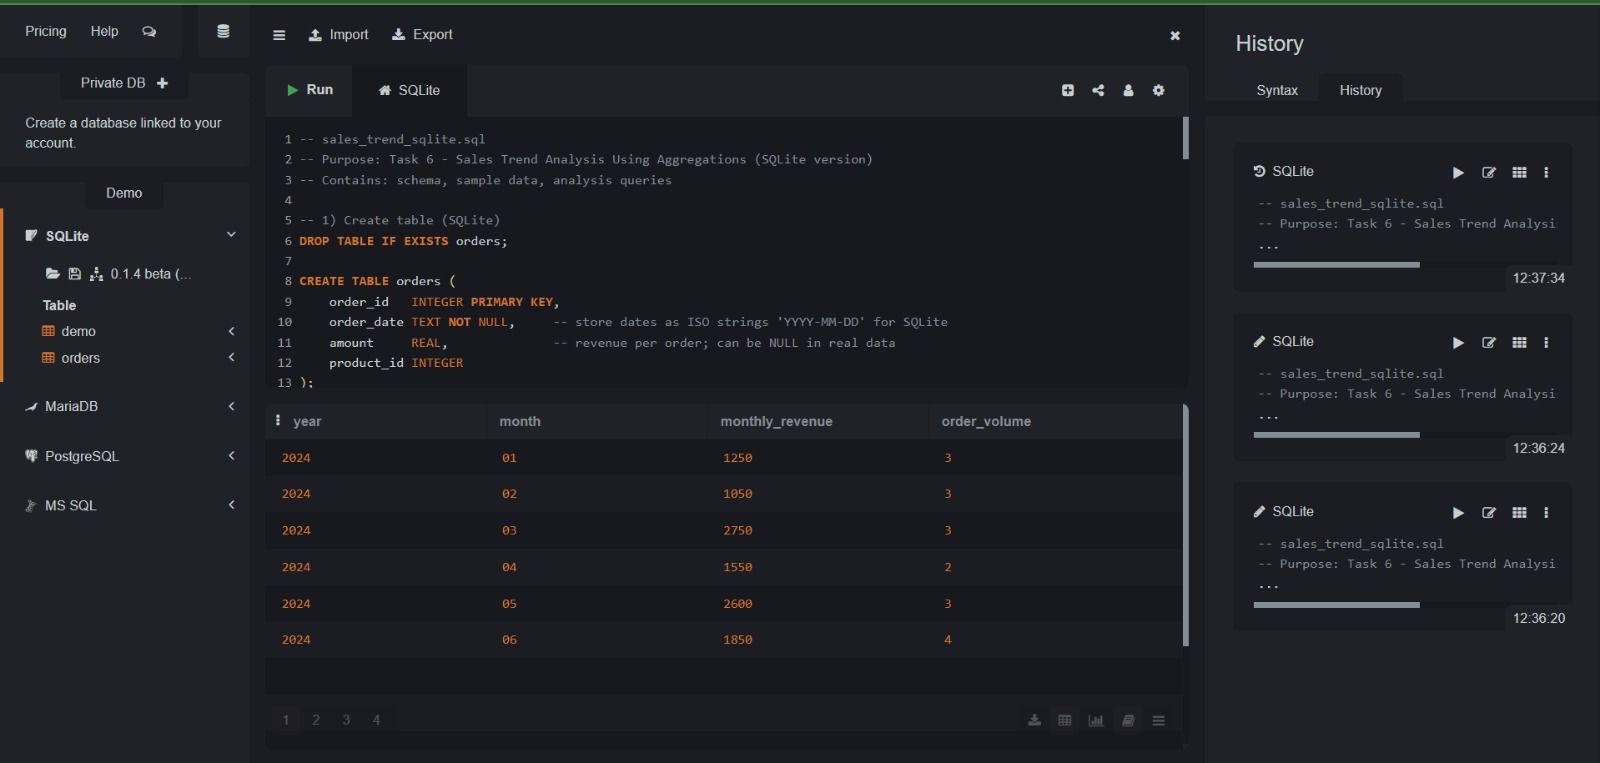 Pricing Help
Import Export
History
Private DB
Create a database linked to your
account.
Demo
SQLite
0.1.4 beta (...
Table
demo
orders
MariaDB
PostgreSQL
MS SQL
Run SQLite
1 -- sales_trend_sqlite.sql
2 -- Purpose: Task 6 - Sales Trend Analysis Using Aggregations (SQLite version)
3 -- Contains: schema, sample data, analysis queries
4
5 -- 1) Create table (SQLite)
6 DROP TABLE IF EXISTS orders;
7
8 CREATE TABLE orders (
9 order_id INTEGER PRIMARY KEY,
10 order_date TEXT NOT NULL, -- store dates as ISO strings 'YYYY-MM-DD' for SQLite
11 amount REAL, -- revenue per order; can be NULL in real data
12 product_id INTEGER
13 );
year month monthly_revenue order_volume
2024 01 1250 3
2024 02 1050 3
2024 03 2750 3
2024 04 1550 2
2024 05 2600 3
2024 06 1850 4
1 2 3 4
Syntax History
SQLite
-- sales_trend_sqlite.sql
-- Purpose: Task 6 - Sales Trend Analysi
...
12:37:34
SQLite
-- sales_trend_sqlite.sql
-- Purpose: Task 6 - Sales Trend Analysi
...
12:36:24
SQLite
-- sales_trend_sqlite.sql
-- Purpose: Task 6 - Sales Trend Analysi
...
12:36:20